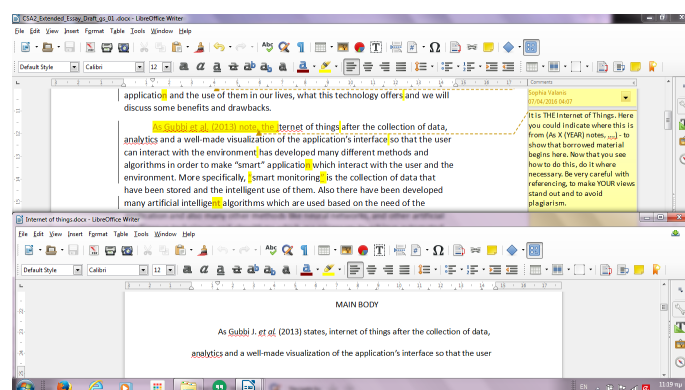 CSA2_Extended_Essay_Draft_gs_01 .docx - LibreOffice Writer
File Edit View Insert Format Table Tools Window Help
Default Style Calibri 12
Comments
application and the use of them in our lives, what this technology offers and we will
discuss some benefits and drawbacks.
As Gubbi et al. (2013) note, the iternet of things after the collection of data,
analytics and a well-made visualization of the application's interface so that the user
can interact with the environment has developed many different methods and
algorithms in order to make "smart" application which interact with the user and the
environment. More specifically, "smart monitoring" is the collection of data that
have been stored and the intelligent use of them. Also there have been developed
many artificial intelligent algorithms which are used based on the need of the
Sophia Valanis
07/04/2016 04:07
It is THE Internet of Things. Here
you could indicate where this is
from (As X (YEAR) notes, ....] - to
show that borrowed material
begins here. Now that you see
how to do this, do it where
necessary. Be very careful with
referencing, to make YOUR views
stand out and to avoid
plagiarism.
Internet of things.docx - LibreOffice Writer
File Edit View Insert Format Table Tools Window Help
Default Style Calibri 12
MAIN BODY
As Gubbi J. et al. (2013) states, internet of things after the collection of data,
analytics and a well-made visualization of the application's interface so that the user
EN